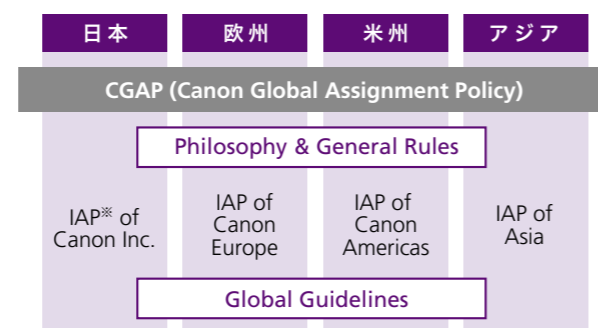 日本 欧州 米州 アジア
CGAP (Canon Global Assignment Policy)
Philosophy & General Rules
IAP※ of
Canon Inc.
IAP of
Canon
Europe
IAP of
Canon
Americas
IAP of
Asia
Global Guidelines